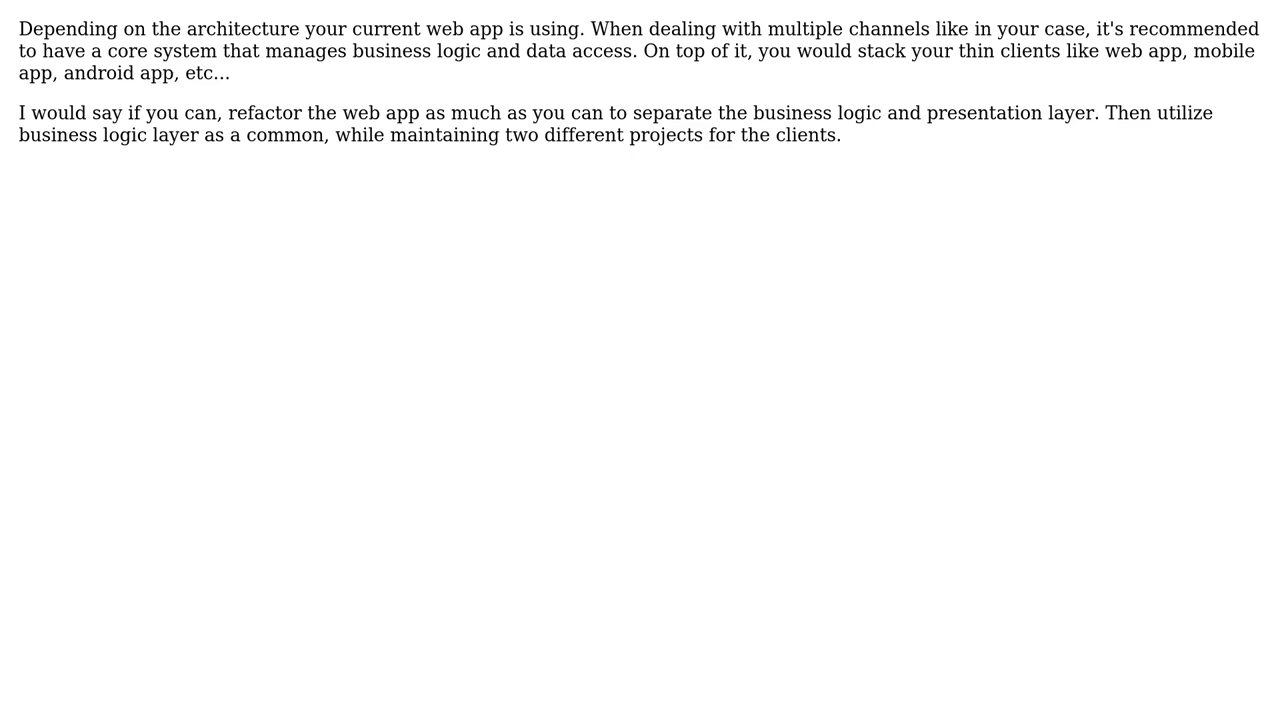 Depending on the architecture your current web app is using. When dealing with multiple channels like in your case, it's recommended
to have a core system that manages business logic and data access. On top of it, you would stack your thin clients like web app, mobile
app, android app, etc...
I would say if you can, refactor the web app as much as you can to separate the business logic and presentation layer. Then utilize
business logic layer as a common, while maintaining two different projects for the clients.